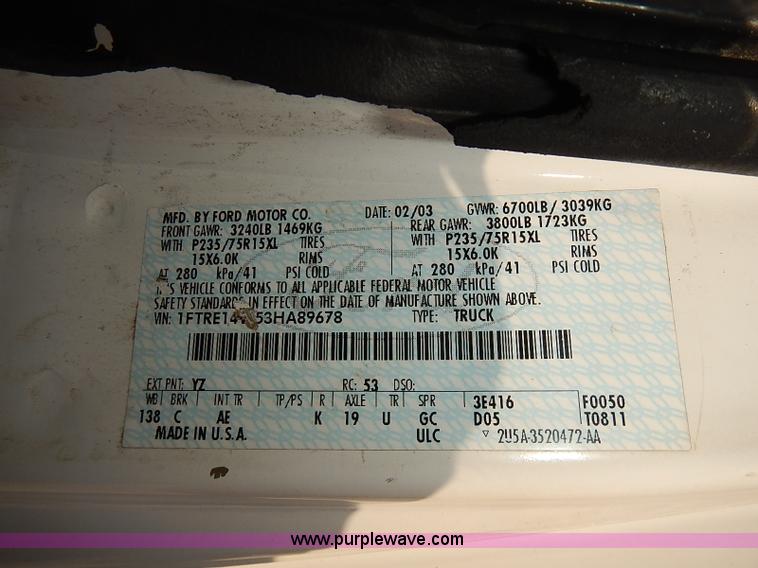 MFD. BY FORD MOTOR CO. DATE: 02/03 GVWR: 6700LB/ 3039KG
FRONT GAWR: 3240LB 1469KG REAR GAWR: 3800LB 1723KG
WITH P235/75R15XL TIRES WITH P235/75R15XL TIRES
15X6.0K RIMS 15X6.0K RIMS
AT 280 kPa/41 PSI COLD AT 280 kPa/41 PSI COLD
VEHICLE CONFORMS TO ALL APPLICABLE FEDERAL MOTOR VEHICLE
SAFETY STANDARDS IN EFFECT ON THE DATE OF MANUFACTURE SHOWN ABOVE.
VIN: TYPE: TRUCK
EXT PNT: YZ RC: 53 DSO:
WB BRK INT TR TP/PS R AXLE TR SPR 3E416 F0050
138 C AE K 19 U GC D05 T0811
MADE IN U.S.A. ULC 2U5A-3520472-AA
www.purplewave.com